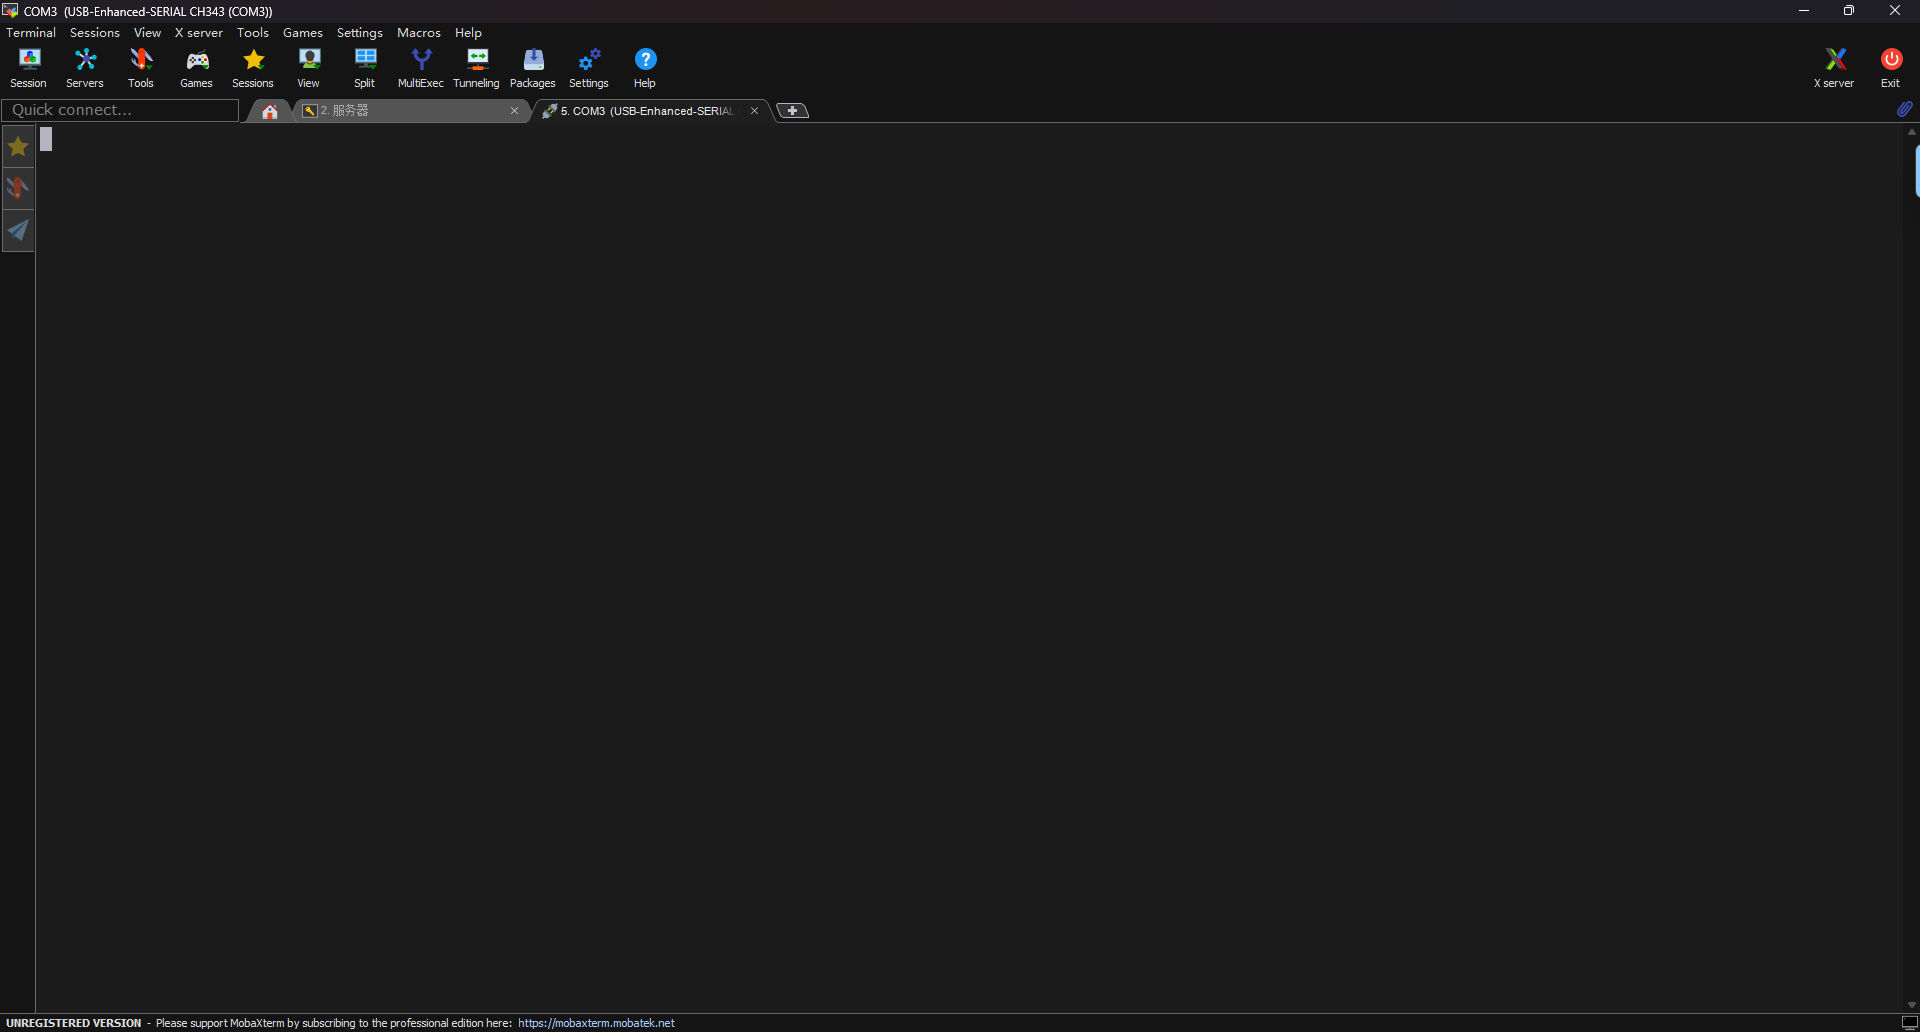 COM3  (USB-Enhanced-SERIAL CH343 (COM3))
Terminal Sessions View X server Tools Games Settings Macros Help
Session Servers Tools Games Sessions View Split MultiExec Tunneling Packages Settings Help X server Exit
Quick connect... 2. 服务器 5. COM3  (USB-Enhanced-SERIAL
UNREGISTERED VERSION  -  Please support MobaXterm by subscribing to the professional edition here:  https://mobaxterm.mobatek.net